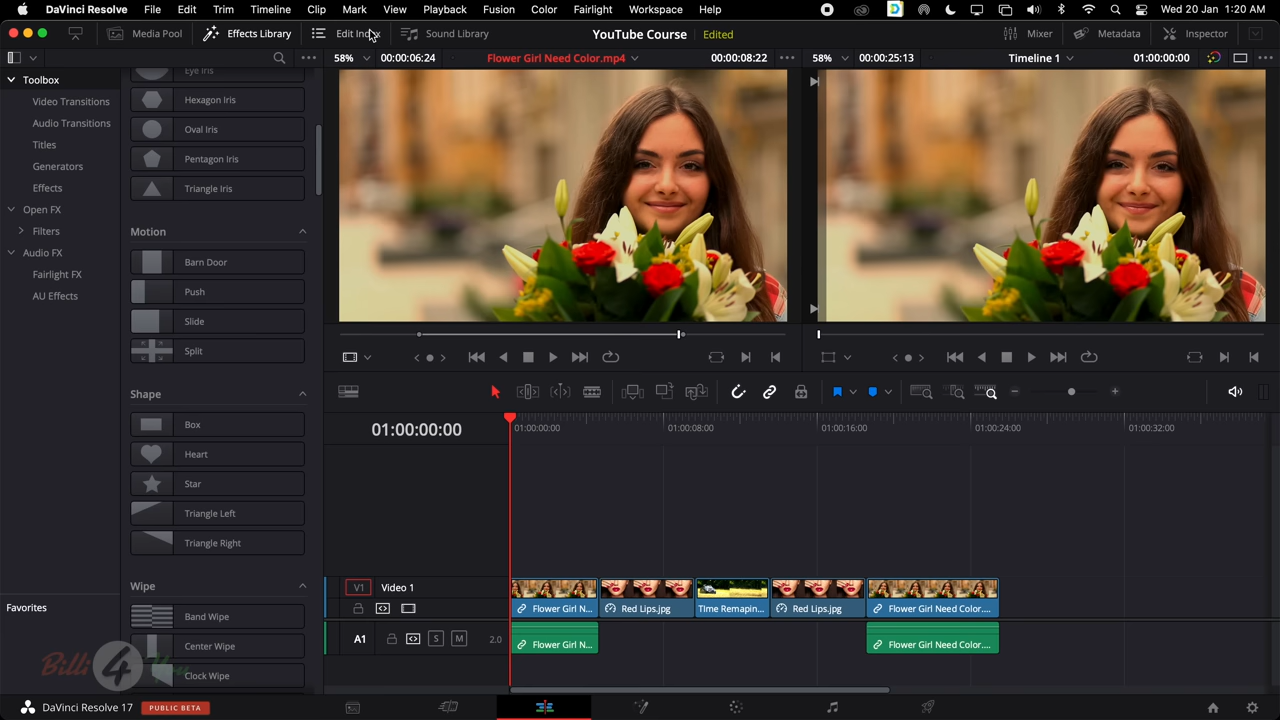 DaVinci Resolve File Edit Trim Timeline Clip Mark View Playback Fusion Color Fairlight Workspace Help Wed 20 Jan 1:20 AM
Media Pool Effects Library Edit Index Sound Library YouTube Course Edited Mixer Metadata Inspector
58% 00:00:06:24 Flower Girl Need Color.mp4 00:00:08:22 58% 00:00:25:13 Timeline 1 01:00:00:00
Toolbox
Video Transitions
Audio Transitions
Titles
Generators
Effects
Open FX
Filters
Audio FX
Fairlight FX
AU Effects
Favorites
Eye Iris
Hexagon Iris
Oval Iris
Pentagon Iris
Triangle Iris
Motion
Barn Door
Push
Slide
Split
Shape
Box
Heart
Star
Triangle Left
Triangle Right
Wipe
Band Wipe
Center Wipe
Clock Wipe
01:00:00:00
01:00:00:00 01:00:08:00 01:00:16:00 01:00:24:00 01:00:32:00
V1 Video 1
Flower Girl N... Red Lips.jpg TIme Remapin... Red Lips.jpg Flower Girl Need Color....
A1 S M 2.0
Flower Girl N... Flower Girl Need Color....
Billi 4 You
DaVinci Resolve 17 PUBLIC BETA